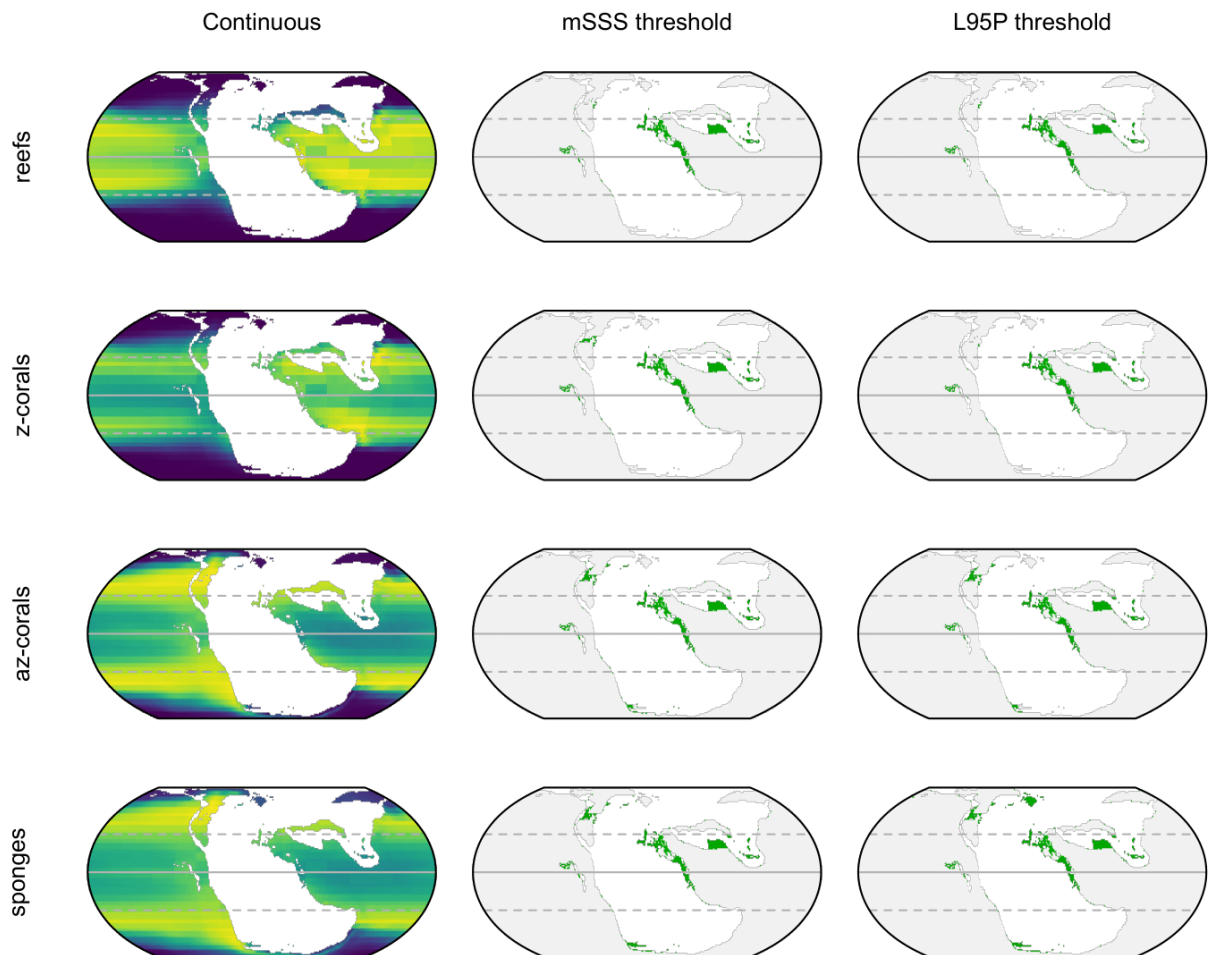 Continuous
mSSS threshold
L95P threshold
reefs
z-corals
az-corals
sponges